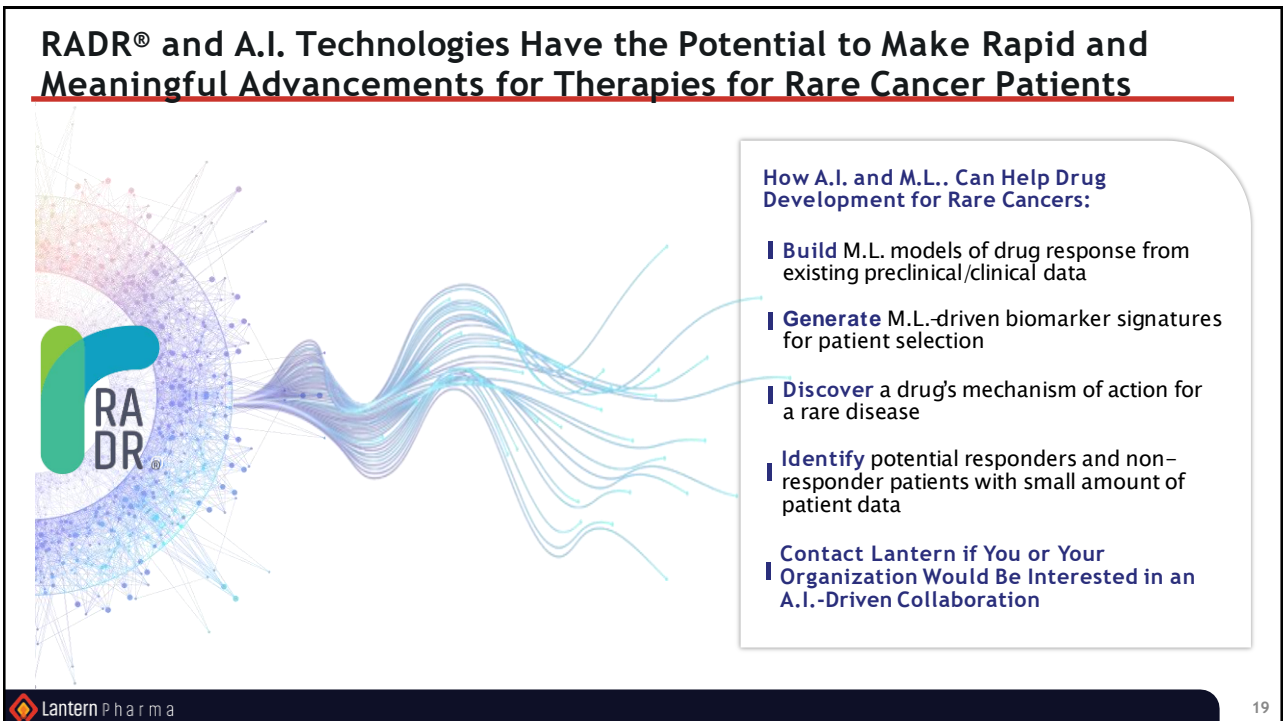 RADR® and A.I. Technologies Have the Potential to Make Rapid and
Meaningful Advancements for Therapies for Rare Cancer Patients
RA
DR®
How A.I. and M.L.. Can Help Drug
Development for Rare Cancers:
Build M.L. models of drug response from
existing preclinical/clinical data
Generate M.L.-driven biomarker signatures
for patient selection
Discover a drug's mechanism of action for
a rare disease
Identify potential responders and non-
responder patients with small amount of
patient data
Contact Lantern if You or Your
Organization Would Be Interested in an
A.I.-Driven Collaboration
Lantern Pharma
19